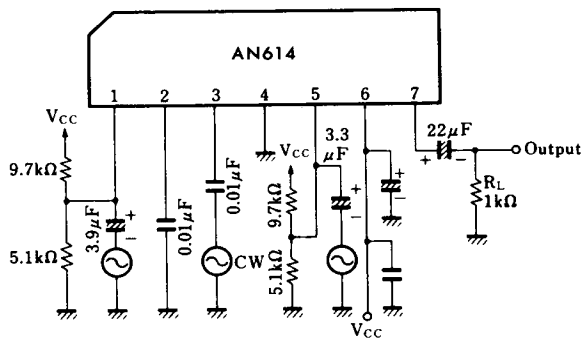 AN614
1 2 3 4 5 6 7
VCC
9.7kΩ
5.1kΩ
3.9μF
+
−
0.01μF
0.01μF
CW
VCC
9.7kΩ
5.1kΩ
3.3
μF
+
−
+
−
VCC
22μF
+ −
Output
RL
1kΩ